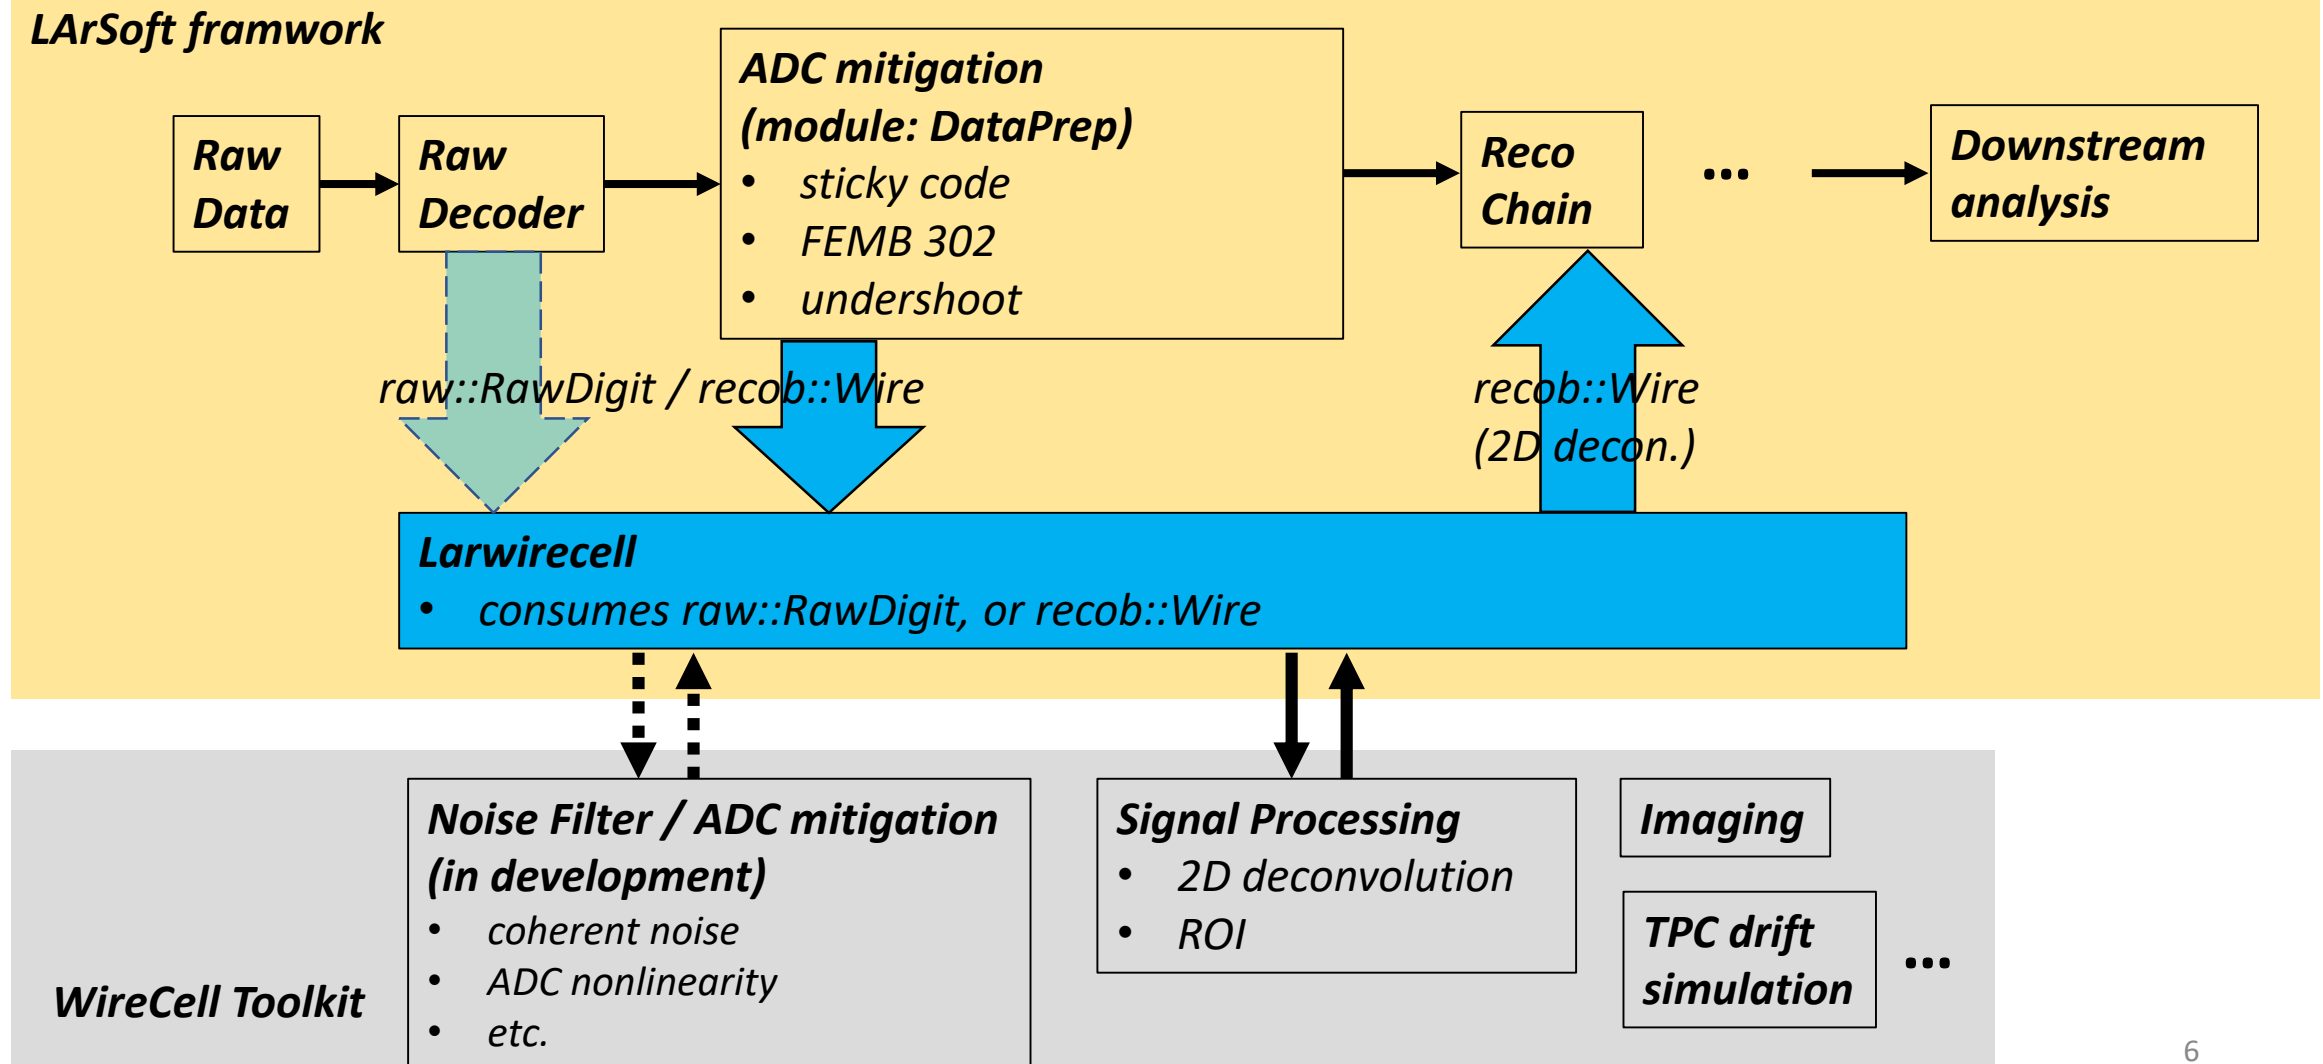 LArSoft framwork
Raw
Data
Raw
Decoder
ADC mitigation
(module: DataPrep)
• sticky code
• FEMB 302
• undershoot
Reco
Chain
...
Downstream
analysis
raw::RawDigit / recob::Wire
recob::Wire
(2D decon.)
Larwirecell
• consumes raw::RawDigit, or recob::Wire
Noise Filter / ADC mitigation
(in development)
• coherent noise
• ADC nonlinearity
• etc.
Signal Processing
• 2D deconvolution
• ROI
Imaging
TPC drift
simulation
...
WireCell Toolkit
6